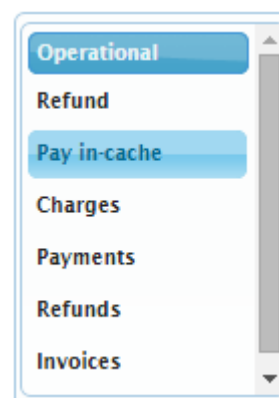 Operational
Refund
Pay in-cache
Charges
Payments
Refunds
Invoices